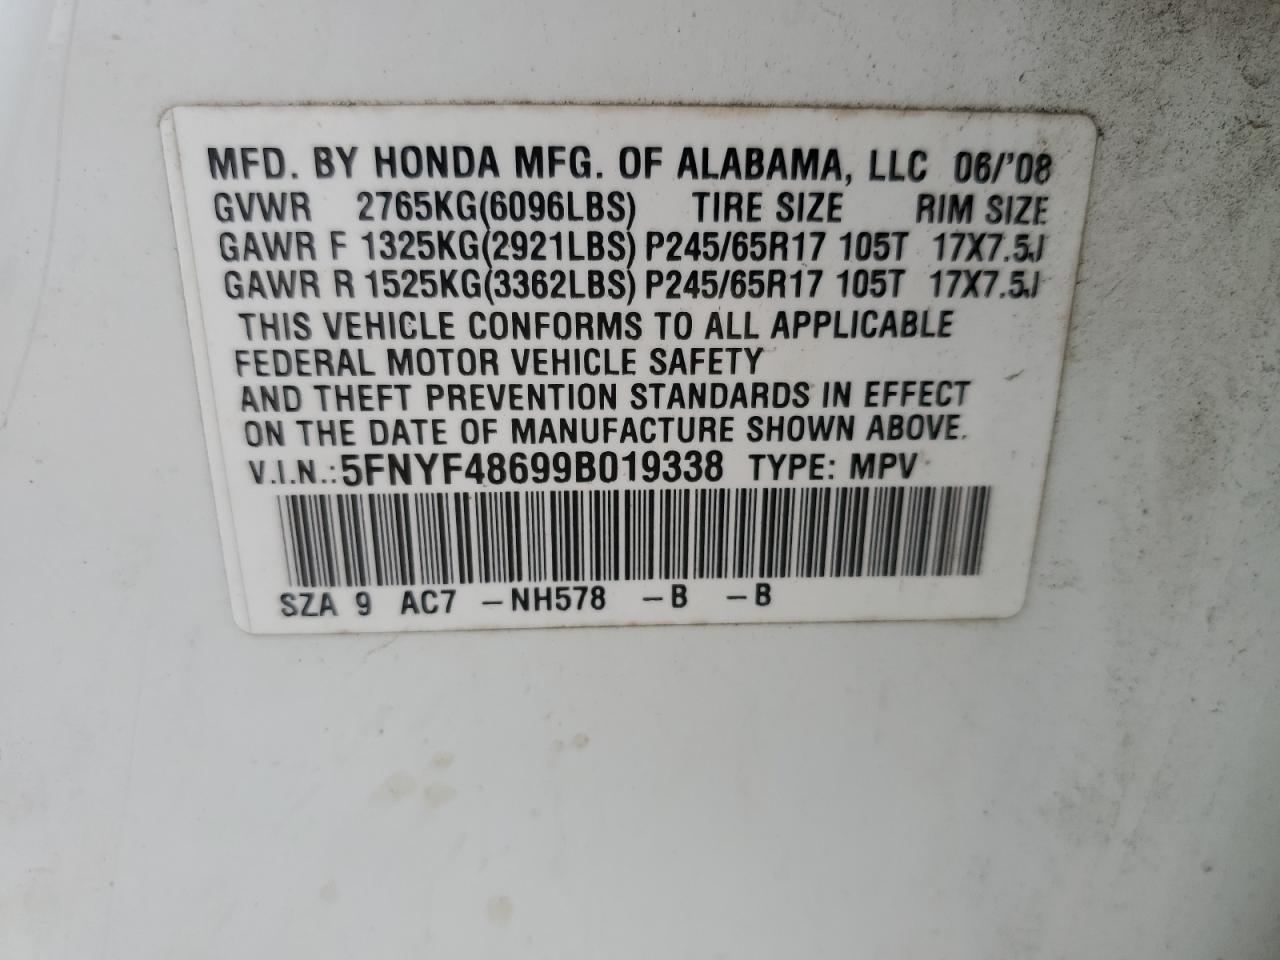 MFD. BY HONDA MFG. OF ALABAMA, LLC 06/'08
GVWR 2765KG(6096LBS) TIRE SIZE RIM SIZE
GAWR F 1325KG(2921LBS) P245/65R17 105T 17X7.5J
GAWR R 1525KG(3362LBS) P245/65R17 105T 17X7.5J
THIS VEHICLE CONFORMS TO ALL APPLICABLE
FEDERAL MOTOR VEHICLE SAFETY
AND THEFT PREVENTION STANDARDS IN EFFECT
ON THE DATE OF MANUFACTURE SHOWN ABOVE.
V.I.N.: 5FNYF48699B019338 TYPE: MPV
SZA 9 AC7 -NH578 -B -B